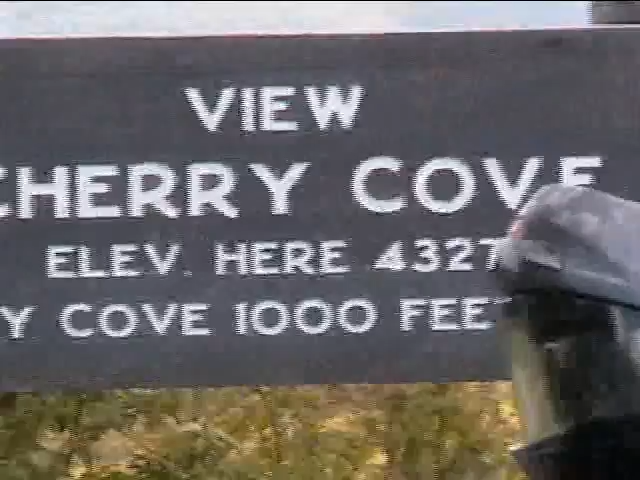 VIEW
CHERRY COVE
ELEV. HERE 4327
Y COVE 1000 FEET